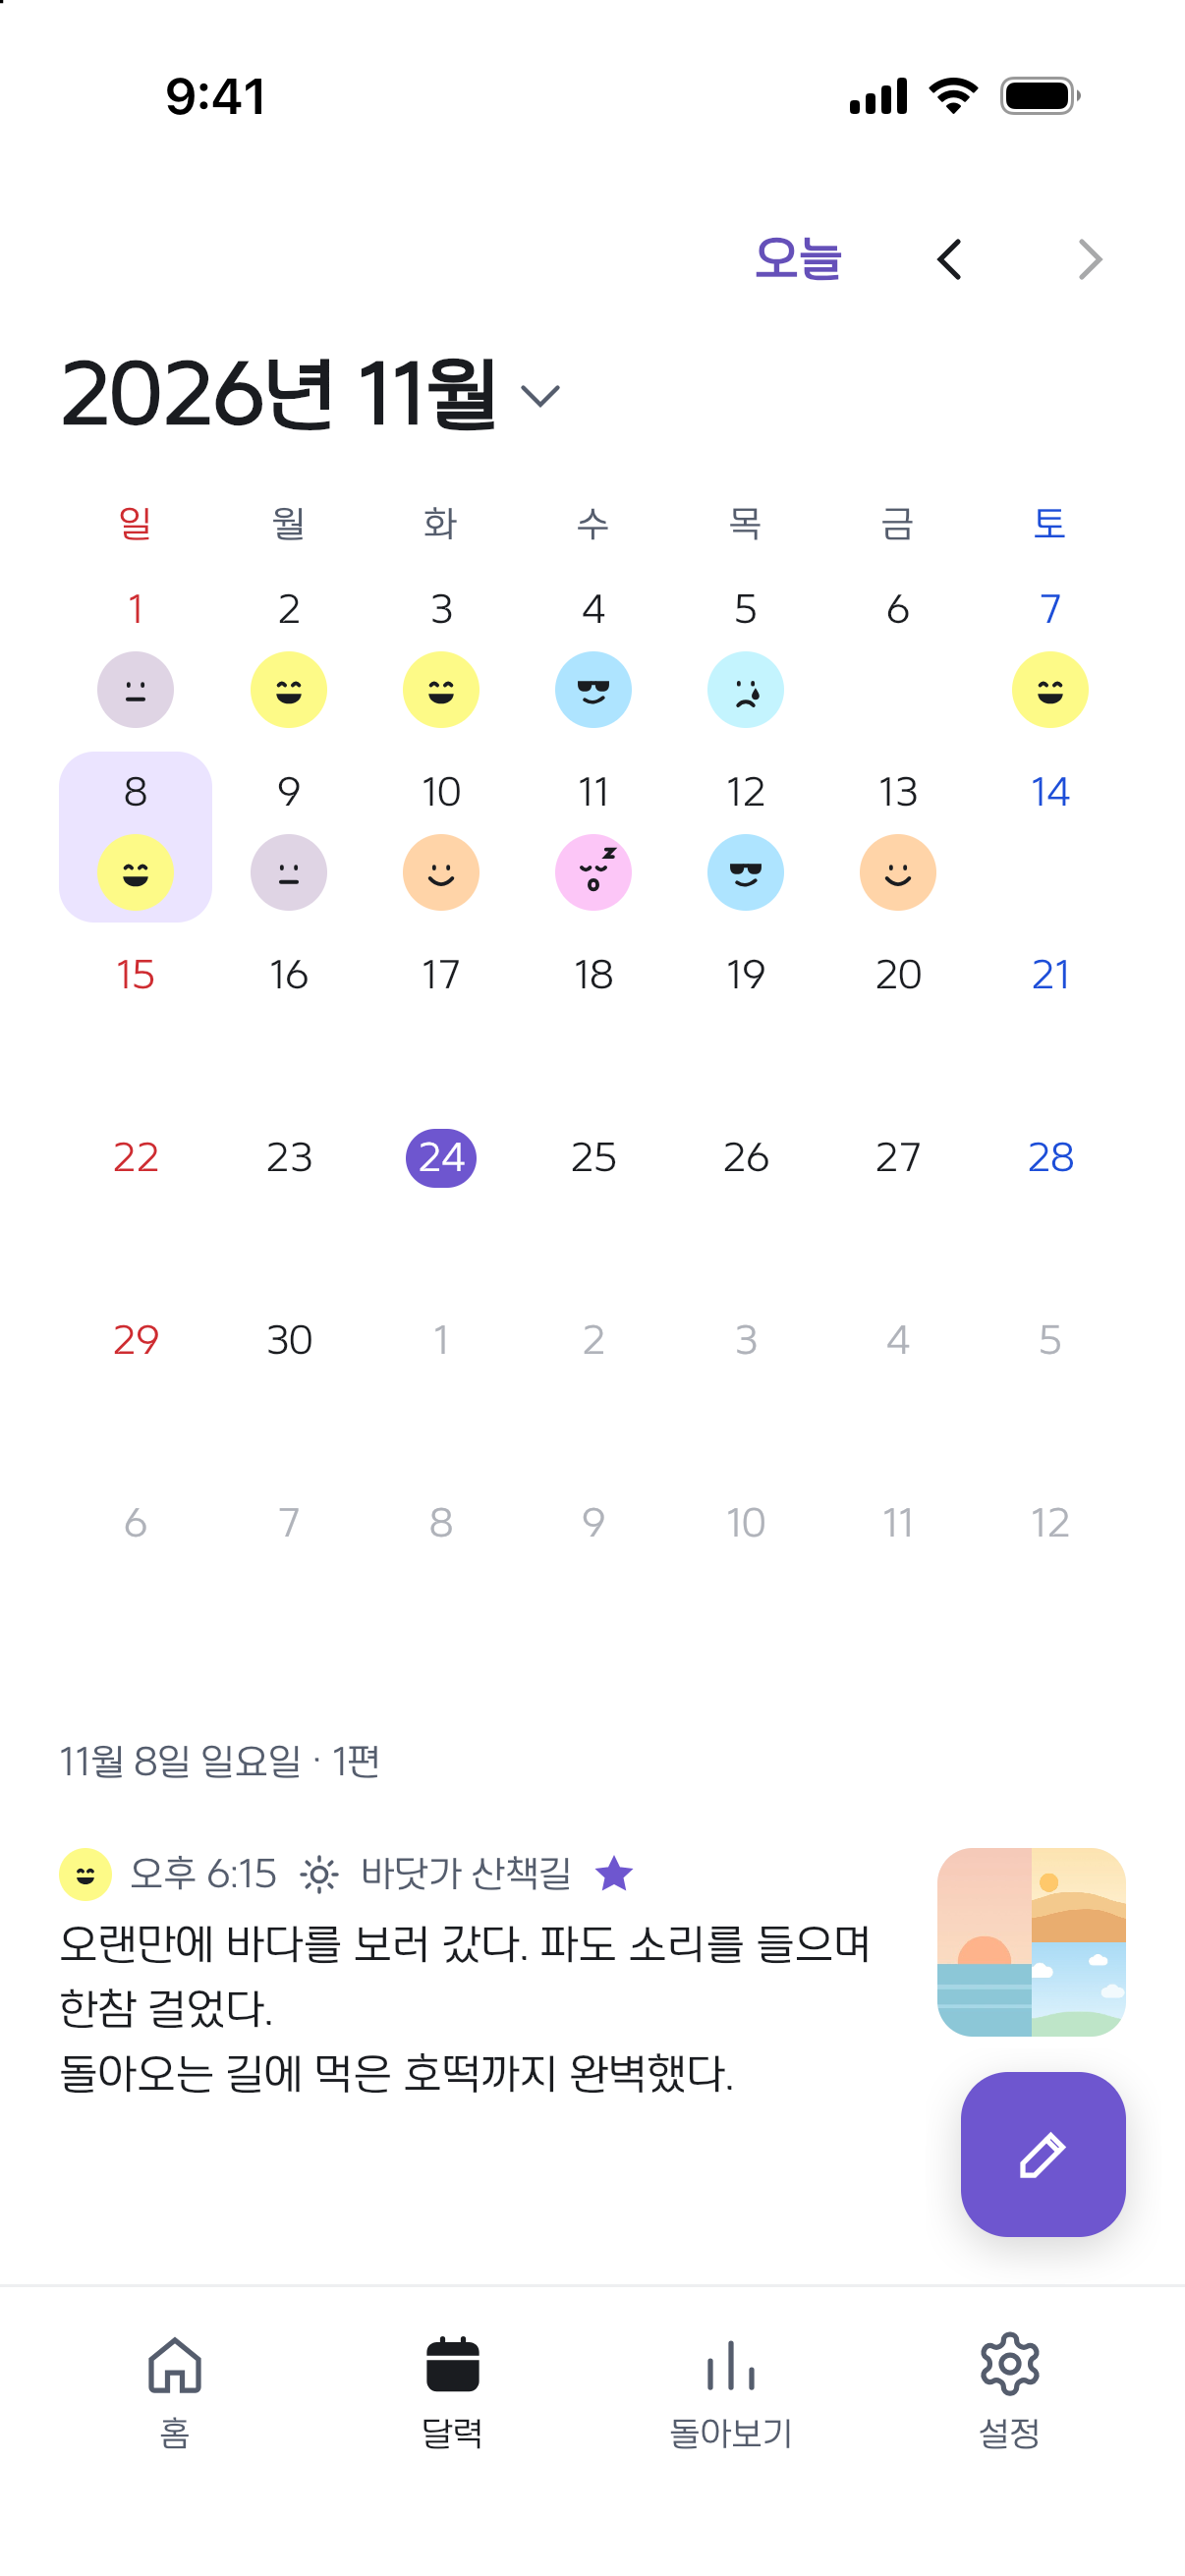 9:41
오늘
2026년 11월
일 월 화 수 목 금 토
1 2 3 4 5 6 7
8 9 10 11 12 13 14
z
15 16 17 18 19 20 21
22 23 24 25 26 27 28
29 30 1 2 3 4 5
6 7 8 9 10 11 12
11월 8일 일요일 · 1편
오후 6:15 바닷가 산책길
오랜만에 바다를 보러 갔다. 파도 소리를 들으며
한참 걸었다.
돌아오는 길에 먹은 호떡까지 완벽했다.
홈 달력 돌아보기 설정